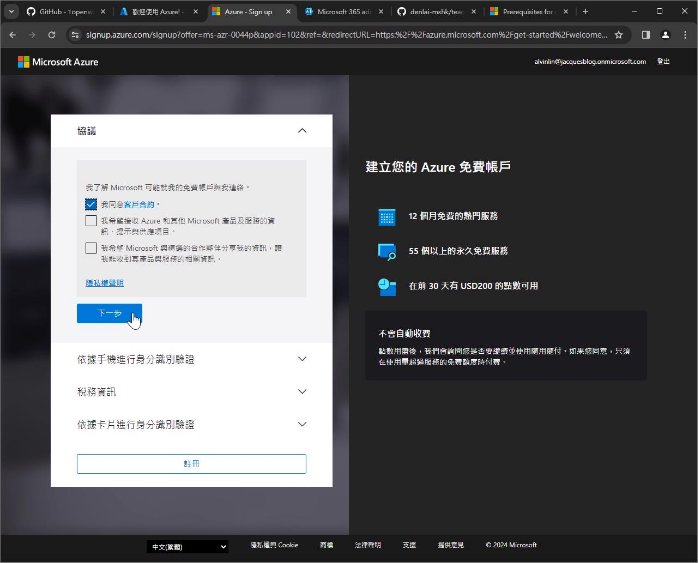 GitHub - 1openwi
歡迎使用 Azure! -
Azure - Sign up
Microsoft 365 adi
denlai-mshk/teac
Prerequisites for
signup.azure.com/signup?offer=ms-azr-0044p&appid=102&ref=&redirectURL=https:%2F%2Fazure.microsoft.com%2Fget-started%2Fwelcome...
Microsoft Azure
alvinlin@jacquesblog.onmicrosoft.com
登出
協議
我了解 Microsoft 可能就我的免費帳戶與我連絡。
我同意客戶合約。
我希望接收 Azure 和其他 Microsoft 產品及服務的資
訊、提示與供應項目。
我希望 Microsoft 與精選的合作夥伴分享我的資訊，讓
我能收到其產品與服務的相關資訊。
隱私權聲明
下一步
依據手機進行身分識別驗證
稅務資訊
依據卡片進行身分識別驗證
註冊
建立您的 Azure 免費帳戶
12 個月免費的熱門服務
55 個以上的永久免費服務
在前 30 天有 USD200 的點數可用
不會自動收費
點數用盡後，我們會詢問您是否要繼續並使用隨用隨付。如果您同意，只須
在使用量超過服務的免費額度時付費。
中文(繁體)
隱私權與 Cookie
商標
法律聲明
支援
提供意見
© 2024 Microsoft